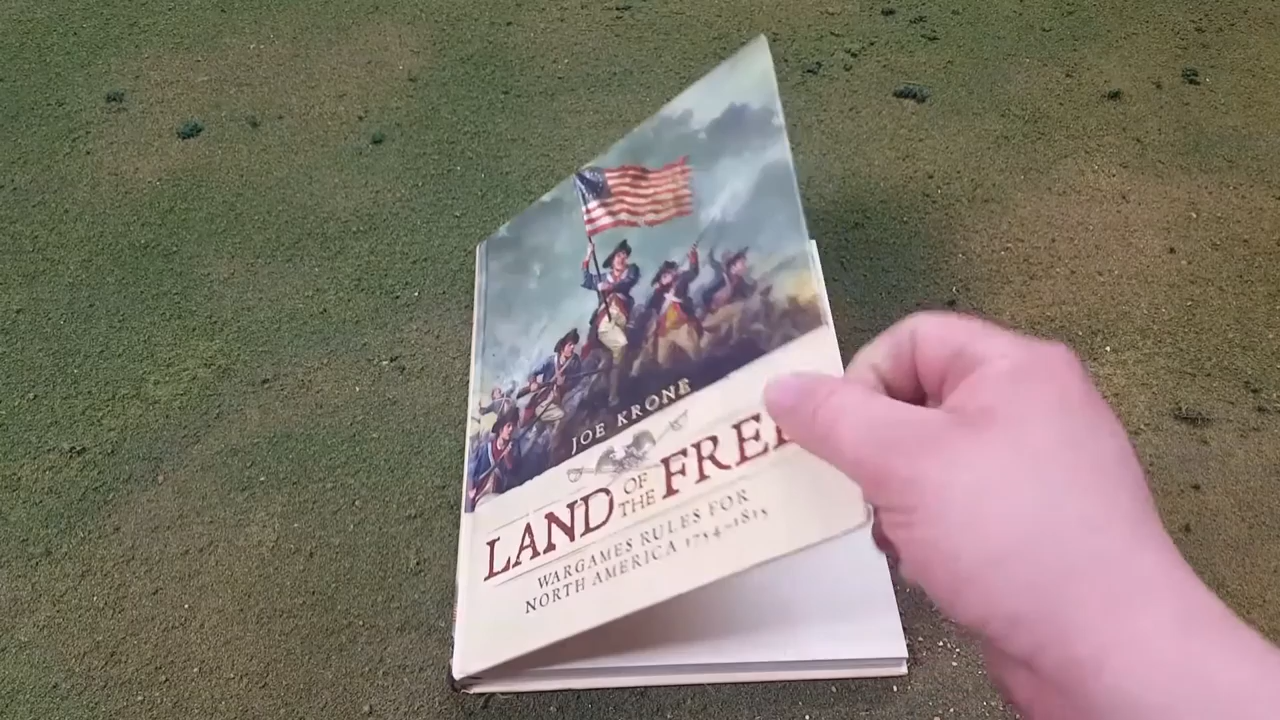 JOE KRONE
LAND OF THE FREE
WARGAMES RULES FOR
NORTH AMERICA 1754–1815